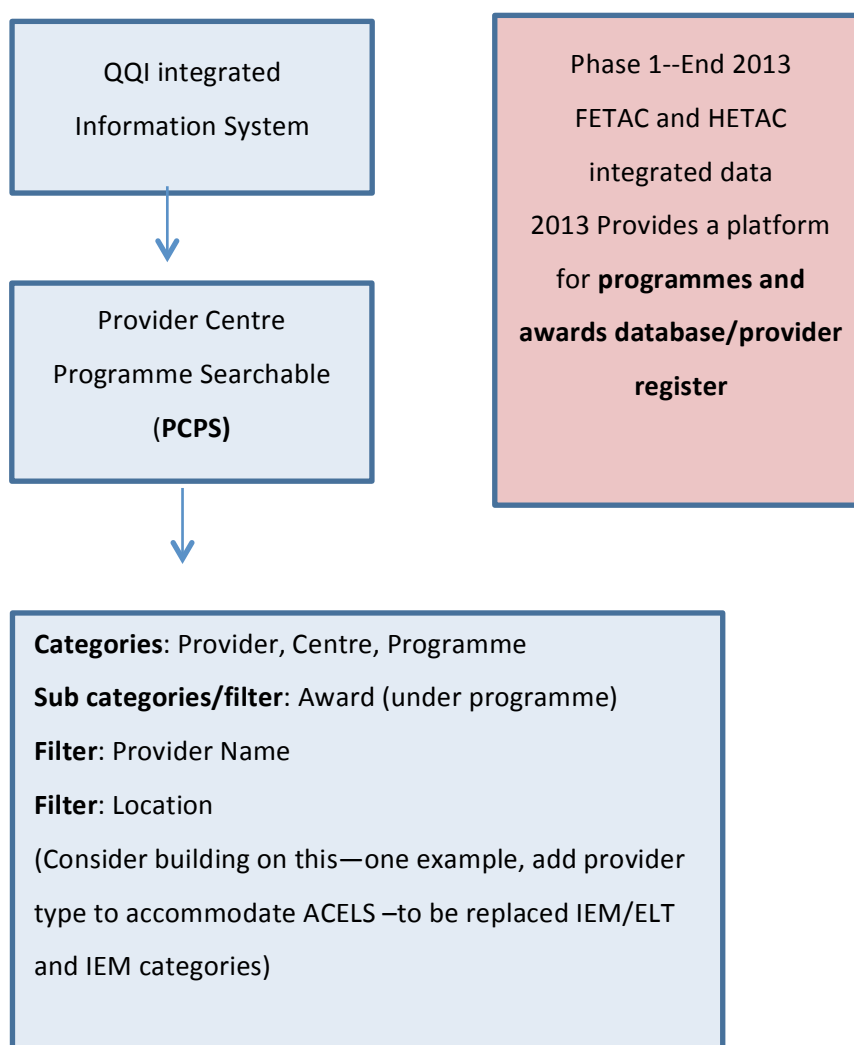 QQI integrated
Information System
Phase 1--End 2013
FETAC and HETAC
integrated data
2013 Provides a platform
for programmes and
awards database/provider
register
Provider Centre
Programme Searchable
(PCPS)
Categories: Provider, Centre, Programme
Sub categories/filter: Award (under programme)
Filter: Provider Name
Filter: Location
(Consider building on this—one example, add provider
type to accommodate ACELS –to be replaced IEM/ELT
and IEM categories)